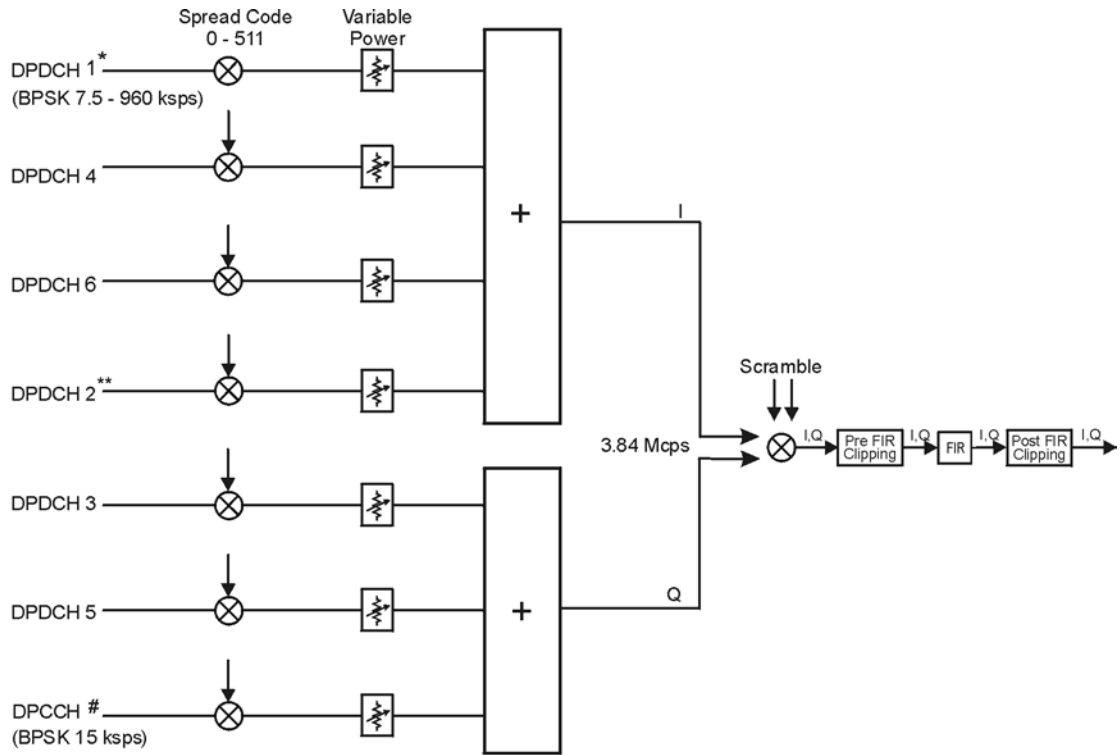 Spread Code
0 - 511
Variable
Power
DPDCH 1*
(BPSK 7.5 - 960 ksps)
DPDCH 4
DPDCH 6
DPDCH 2**
DPDCH 3
DPDCH 5
DPCCH #
(BPSK 15 ksps)
+
+
I
Q
3.84 Mcps
Scramble
I,Q
Pre FIR
Clipping
I,Q
FIR
I,Q
Post FIR
Clipping
I,Q